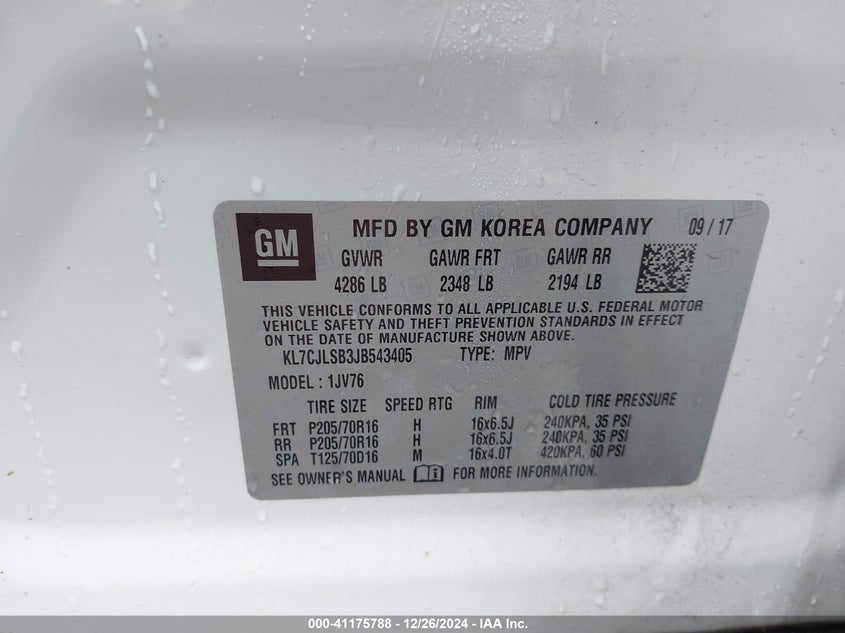 GM MFD BY GM KOREA COMPANY 09 / 17
GVWR GAWR FRT GAWR RR
4286 LB 2348 LB 2194 LB
THIS VEHICLE CONFORMS TO ALL APPLICABLE U.S. FEDERAL MOTOR
VEHICLE SAFETY AND THEFT PREVENTION STANDARDS IN EFFECT
ON THE DATE OF MANUFACTURE SHOWN ABOVE.
KL7CJLSB3JB543405 TYPE: MPV
MODEL : 1JV76
TIRE SIZE SPEED RTG RIM COLD TIRE PRESSURE
FRT P205/70R16 H 16x6.5J 240KPA, 35 PSI
RR P205/70R16 H 16x6.5J 240KPA, 35 PSI
SPA T125/70D16 M 16x4.0T 420KPA, 60 PSI
SEE OWNER'S MANUAL FOR MORE INFORMATION.
000-41175788 - 12/26/2024 - IAA Inc.